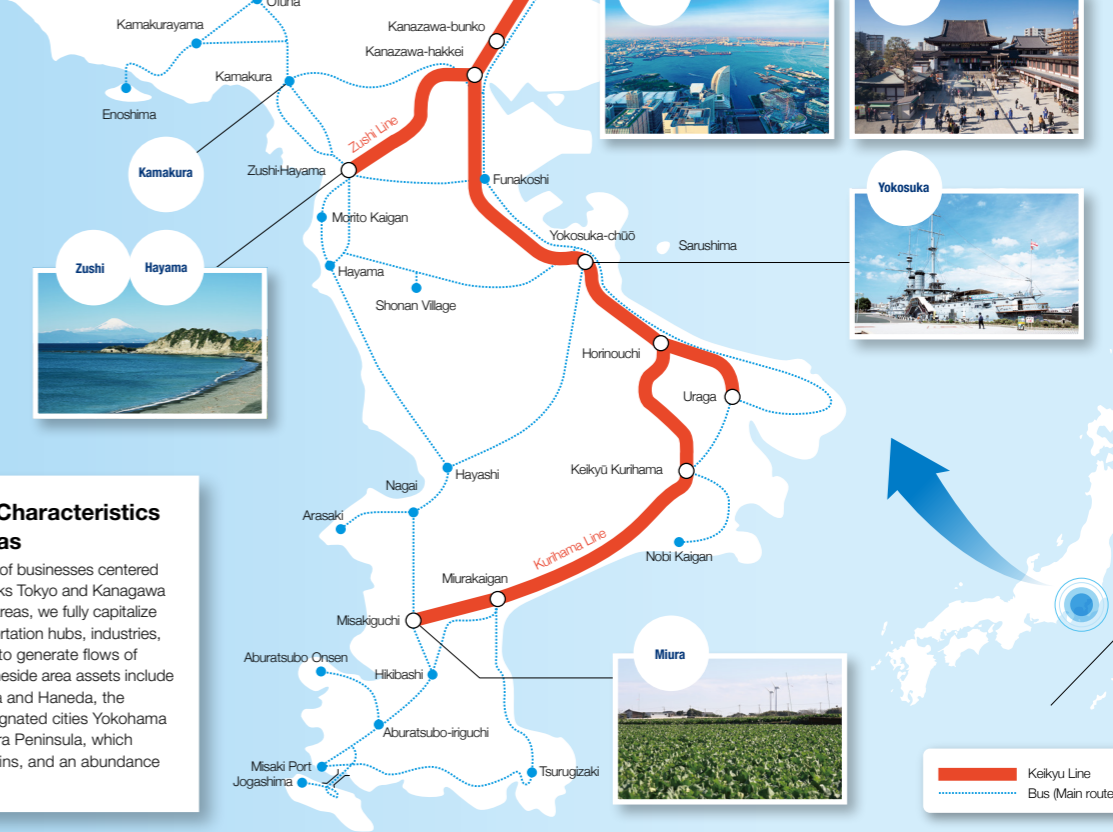 Ofuna
Kamakurayama
Kanazawa-bunko
Kanazawa-hakkei
Kamakura
Enoshima
Zushi Line
Kamakura
Zushi·Hayama
Funakoshi
Yokosuka
Morito Kaigan
Yokosuka-chūō
Sarushima
Zushi
Hayama
Hayama
Shonan Village
Horinouchi
Uraga
Keikyū Kurihama
Hayashi
Nagai
Arasaki
Kurihama Line
Nobi Kaigan
Miurakaigan
Misakiguchi
Miura
Aburatsubo Onsen
Hikibashi
Aburatsubo-iriguchi
Misaki Port
Jogashima
Tsurugizaki
Characteristics
as
of businesses centered
ks Tokyo and Kanagawa
reas, we fully capitalize
rtation hubs, industries,
to generate flows of
neside area assets include
a and Haneda, the
gnated cities Yokohama
ra Peninsula, which
ins, and an abundance
Keikyu Line
Bus (Main route